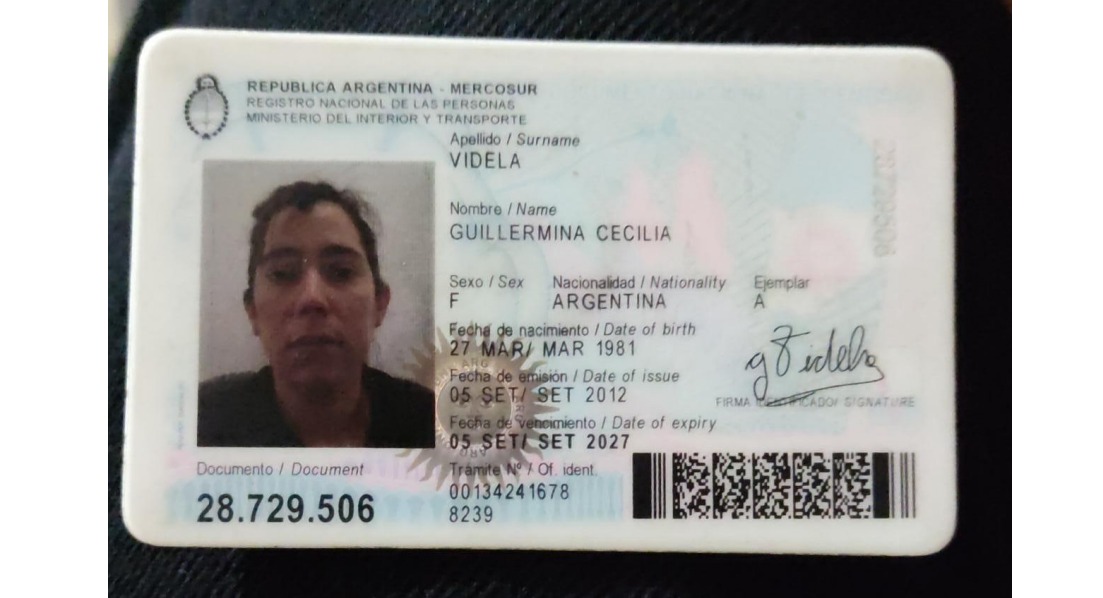 REPUBLICA ARGENTINA - MERCOSUR
REGISTRO NACIONAL DE LAS PERSONAS
MINISTERIO DEL INTERIOR Y TRANSPORTE
Apellido / Surname
VIDELA
Nombre / Name
GUILLERMINA CECILIA
Sexo / Sex Nacionalidad / Nationality Ejemplar
F ARGENTINA A
Fecha de nacimiento / Date of birth
27 MAR/ MAR 1981
Fecha de emisión / Date of issue
05 SET/ SET 2012
Fecha de vencimiento / Date of expiry
05 SET/ SET 2027
g Videla
FIRMA IDENTIFICADO/ SIGNATURE
Documento / Document
28.729.506
Tramite Nº / Of. ident.
00134241678
8239